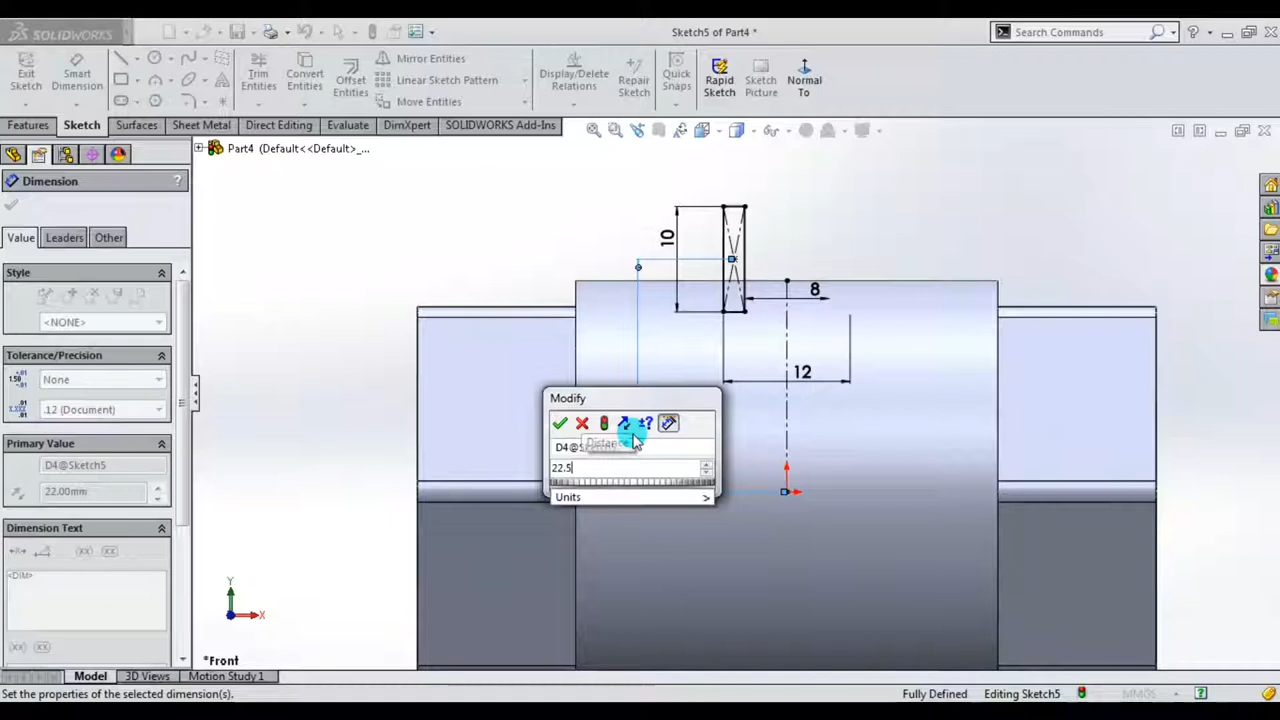 SOLIDWORKS
Sketch5 of Part4 *
Search Commands
Exit Sketch
Smart Dimension
Trim Entities
Convert Entities
Offset Entities
Mirror Entities
Linear Sketch Pattern
Move Entities
Display/Delete Relations
Repair Sketch
Quick Snaps
Rapid Sketch
Sketch Picture
Normal To
Features Sketch Surfaces Sheet Metal Direct Editing Evaluate DimXpert SOLIDWORKS Add-Ins
Part4 (Default<<Default>_...
Dimension ?
Value Leaders Other
Style
<NONE>
Tolerance/Precision
None
.12 (Document)
Primary Value
D4@Sketch5
22.00mm
Dimension Text
<DIM>
10
8
12
Modify
Distance
22.5
Units >
Y
X
*Front
Model 3D Views Motion Study 1
Set the properties of the selected dimension(s).
Fully Defined Editing Sketch5 MMGS